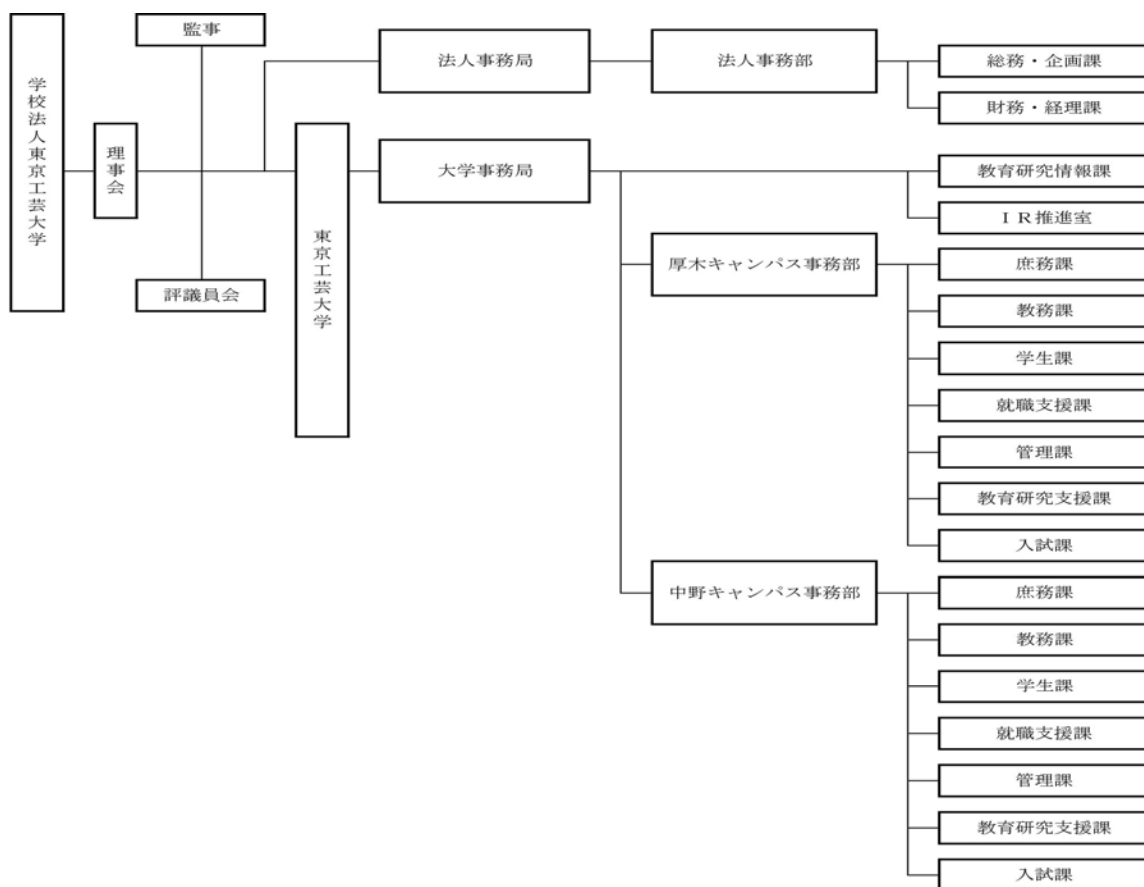 学校法人東京工芸大学
理事会
監事
評議員会
東京工芸大学
法人事務局
法人事務部
総務・企画課
財務・経理課
大学事務局
教育研究情報課
ＩＲ推進室
厚木キャンパス事務部
庶務課
教務課
学生課
就職支援課
管理課
教育研究支援課
入試課
中野キャンパス事務部
庶務課
教務課
学生課
就職支援課
管理課
教育研究支援課
入試課